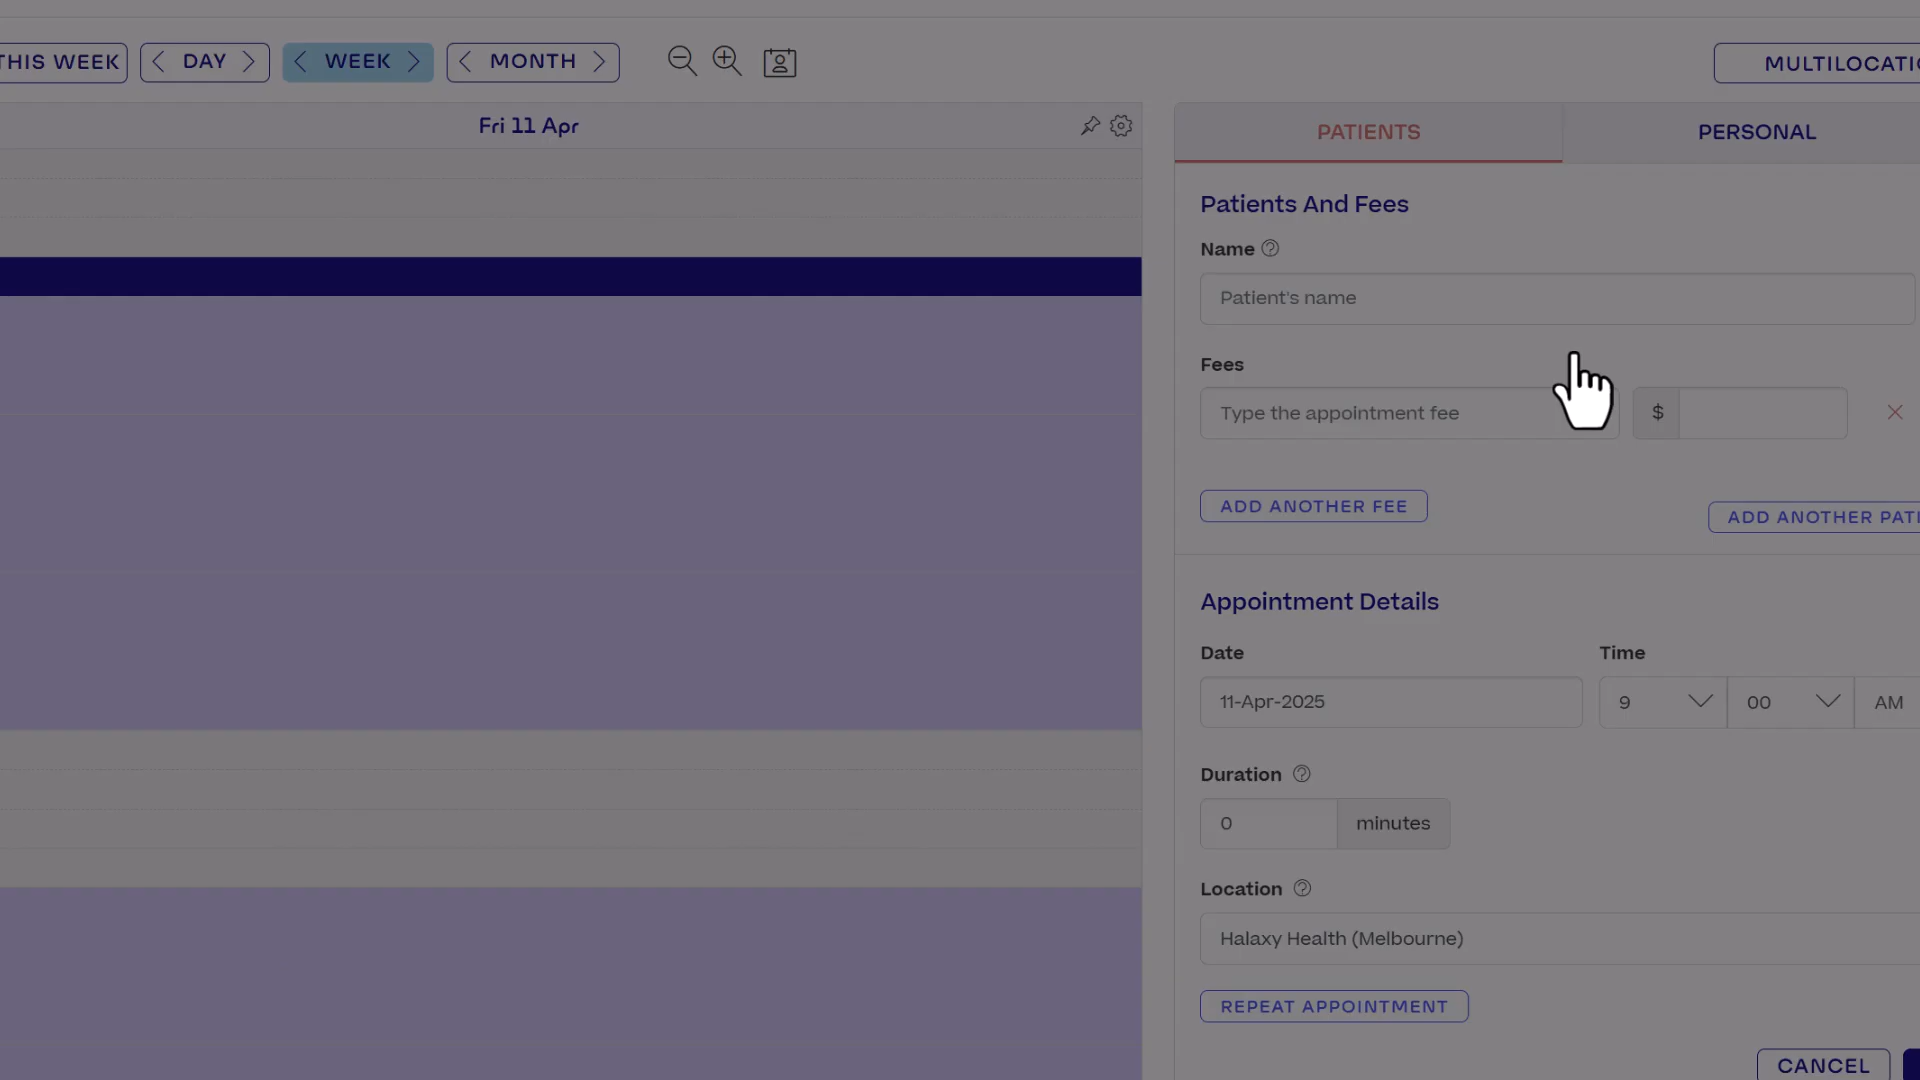 THIS WEEK
DAY
WEEK
MONTH
MULTILOCATI
Fri 11 Apr
PATIENTS
PERSONAL
Patients And Fees
Name
Patient's name
Fees
Type the appointment fee
$
ADD ANOTHER FEE
ADD ANOTHER PATI
Appointment Details
Date
Time
11-Apr-2025
9
00
AM
Duration
0
minutes
Location
Halaxy Health (Melbourne)
REPEAT APPOINTMENT
CANCEL